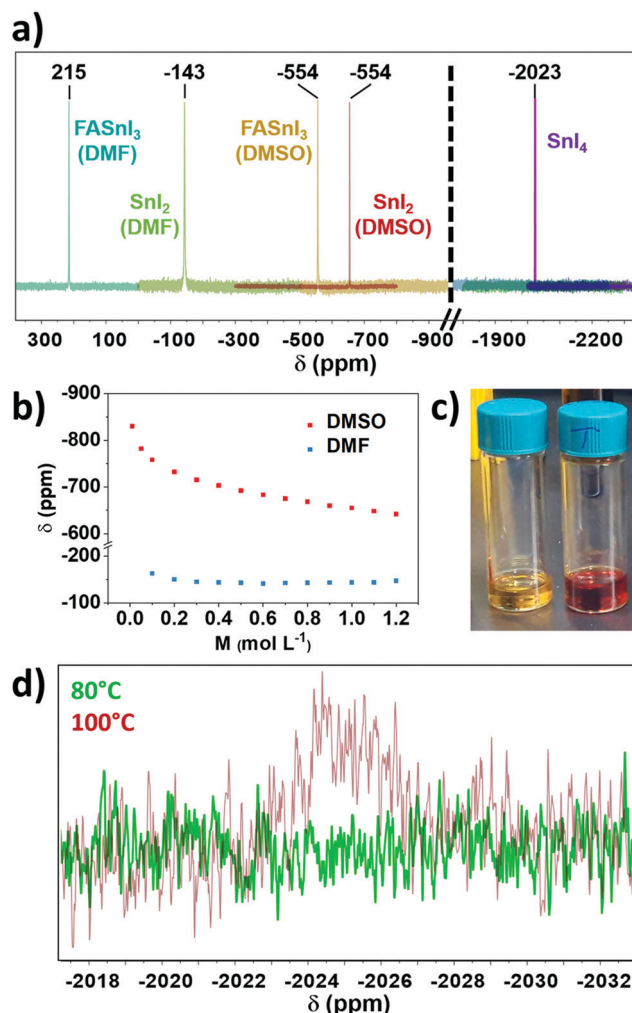 a)
215 -143 -554 -554 -2023
FASnI₃
(DMF)
SnI₂
(DMF)
FASnI₃
(DMSO)
SnI₂
(DMSO)
SnI₄
300 100 -100 -300 -500 -700 -900 -1900 -2200
δ (ppm)
b)
-900
-800
-700
-600
-200
-100
δ (ppm)
DMSO
DMF
0.0 0.2 0.4 0.6 0.8 1.0 1.2
M (mol L⁻¹)
c)
d)
80°C
100°C
-2018 -2020 -2022 -2024 -2026 -2028 -2030 -2032
δ (ppm)